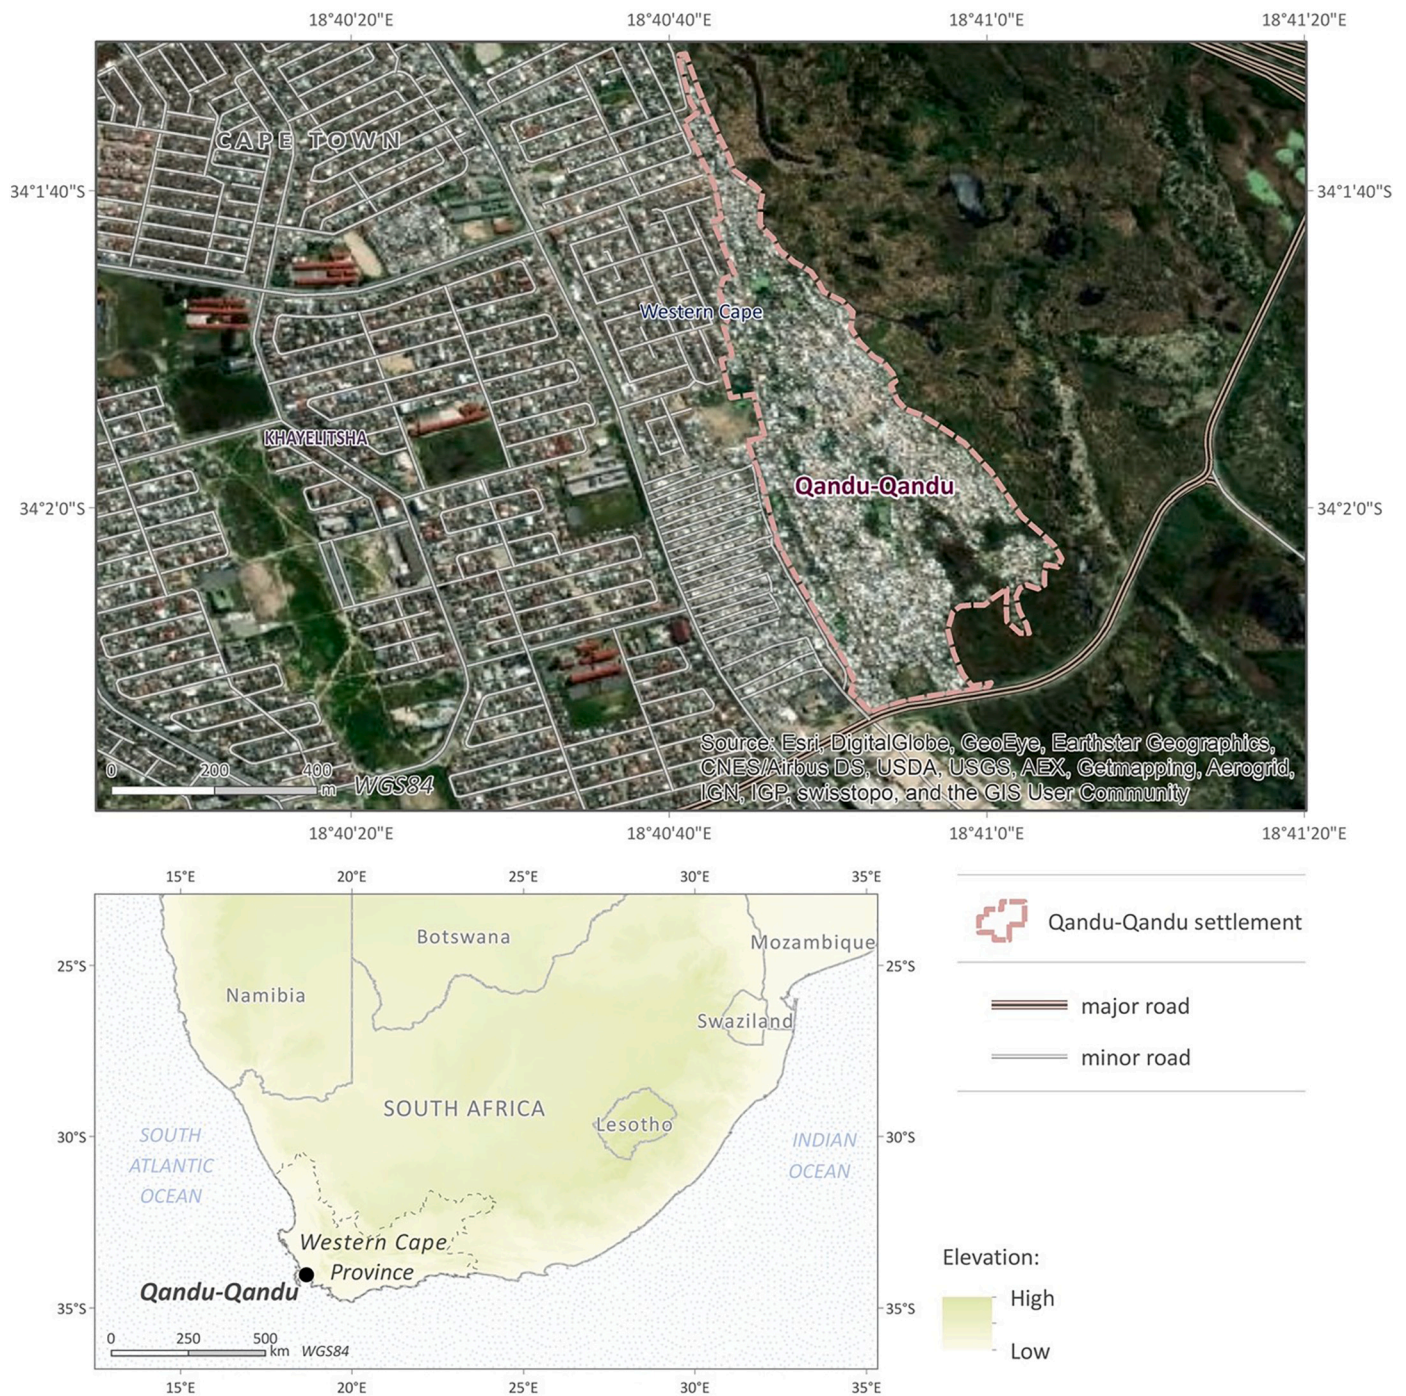 18°40'20"E
18°40'40"E
18°41'0"E
18°41'20"E
CAPE TOWN
34°1'40"S
34°1'40"S
Western Cape
KHAYELITSHA
Qandu-Qandu
34°2'0"S
34°2'0"S
Source: Esri, DigitalGlobe, GeoEye, Earthstar Geographics,
CNES/Airbus DS, USDA, USGS, AEX, Getmapping, Aerogrid,
IGN, IGP, swisstopo, and the GIS User Community
0 200 400
m WGS84
18°40'20"E
18°40'40"E
18°41'0"E
18°41'20"E
15°E
20°E
25°E
30°E
35°E
Qandu-Qandu settlement
Botswana
Mozambique
25°S
25°S
Namibia
major road
Swaziland
minor road
SOUTH AFRICA
Lesotho
30°S
30°S
SOUTH
ATLANTIC
OCEAN
INDIAN
OCEAN
Western Cape
Province
Qandu-Qandu
Elevation:
High
Low
35°S
35°S
0 250 500
km WGS84
15°E
20°E
25°E
30°E
35°E